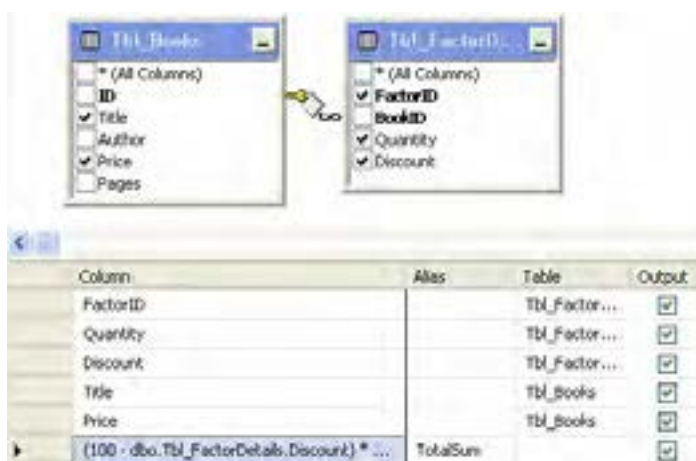 Tbl_Books
* (All Columns)
ID
Title
Author
Price
Pages
Tbl_FactorD...
* (All Columns)
FactorID
BookID
Quantity
Discount
Column Alias Table Output
FactorID Tbl_Factor...
Quantity Tbl_Factor...
Discount Tbl_Factor...
Title Tbl_Books
Price Tbl_Books
(100 - dbo.Tbl_FactorDetails.Discount) * ... TotalSum